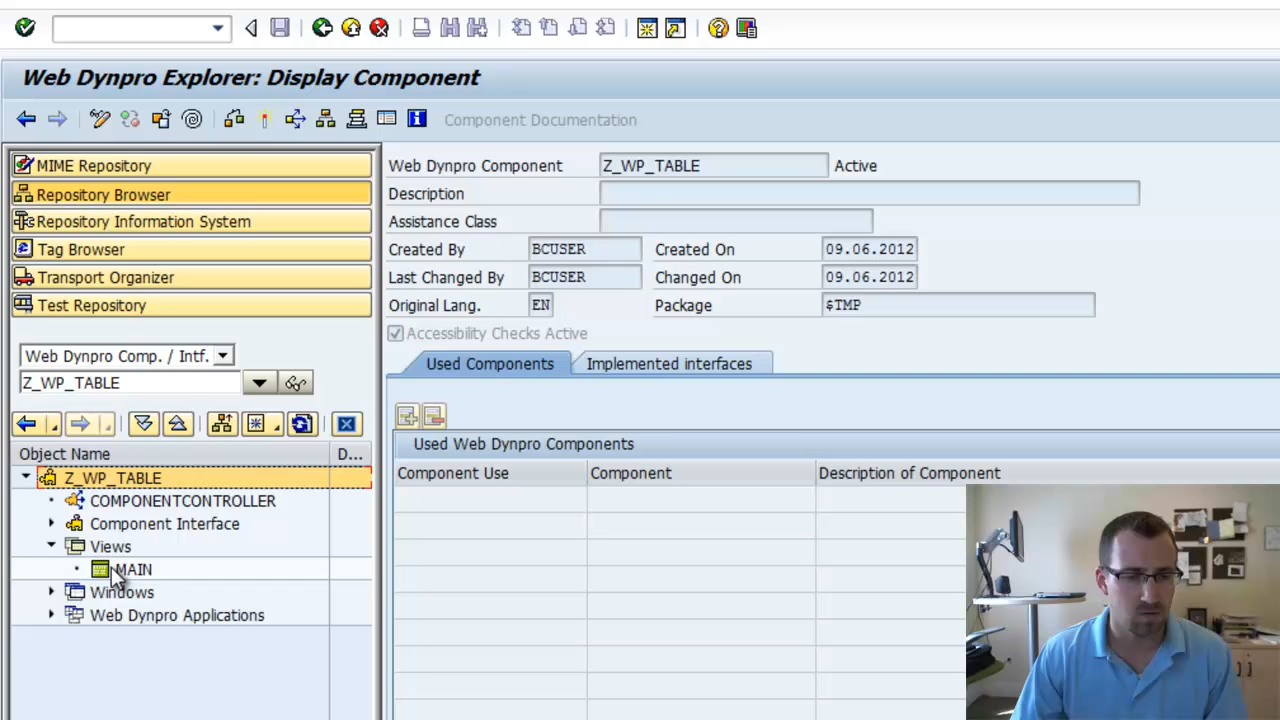 Web Dynpro Explorer: Display Component
Component Documentation
MIME Repository
Repository Browser
Repository Information System
Tag Browser
Transport Organizer
Test Repository
Web Dynpro Comp. / Intf.
Z_WP_TABLE
Object Name D...
Z_WP_TABLE
COMPONENTCONTROLLER
Component Interface
Views
MAIN
Windows
Web Dynpro Applications
Web Dynpro Component Z_WP_TABLE Active
Description
Assistance Class
Created By BCUSER Created On 09.06.2012
Last Changed By BCUSER Changed On 09.06.2012
Original Lang. EN Package $TMP
Accessibility Checks Active
Used Components Implemented interfaces
Used Web Dynpro Components
Component Use Component Description of Component